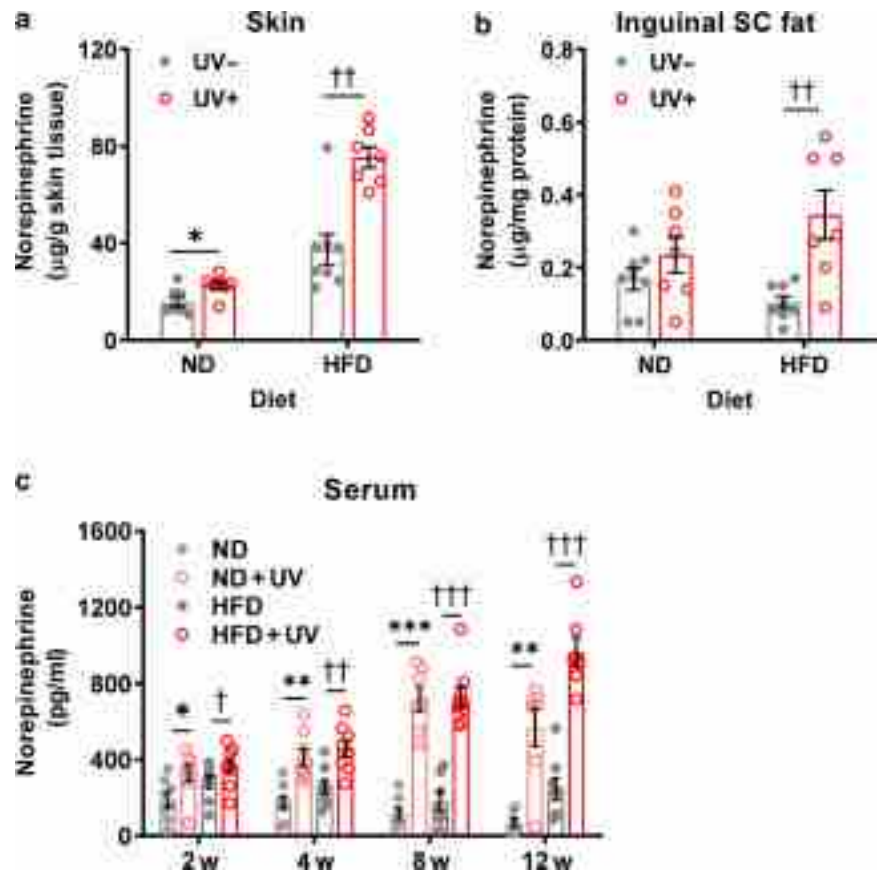 a
Skin
120
80
40
0
Norepinephrine
(µg/g skin tissue)
UV−
UV+
*
††
ND
HFD
Diet
b
Inguinal SC fat
0.8
0.6
0.4
0.2
0.0
Norepinephrine
(µg/mg protein)
UV−
UV+
††
ND
HFD
Diet
c
Serum
1600
1200
800
400
0
Norepinephrine
(pg/ml)
ND
ND+UV
HFD
HFD+UV
*
†
**
††
***
†††
**
†††
2 w
4 w
8 w
12 w